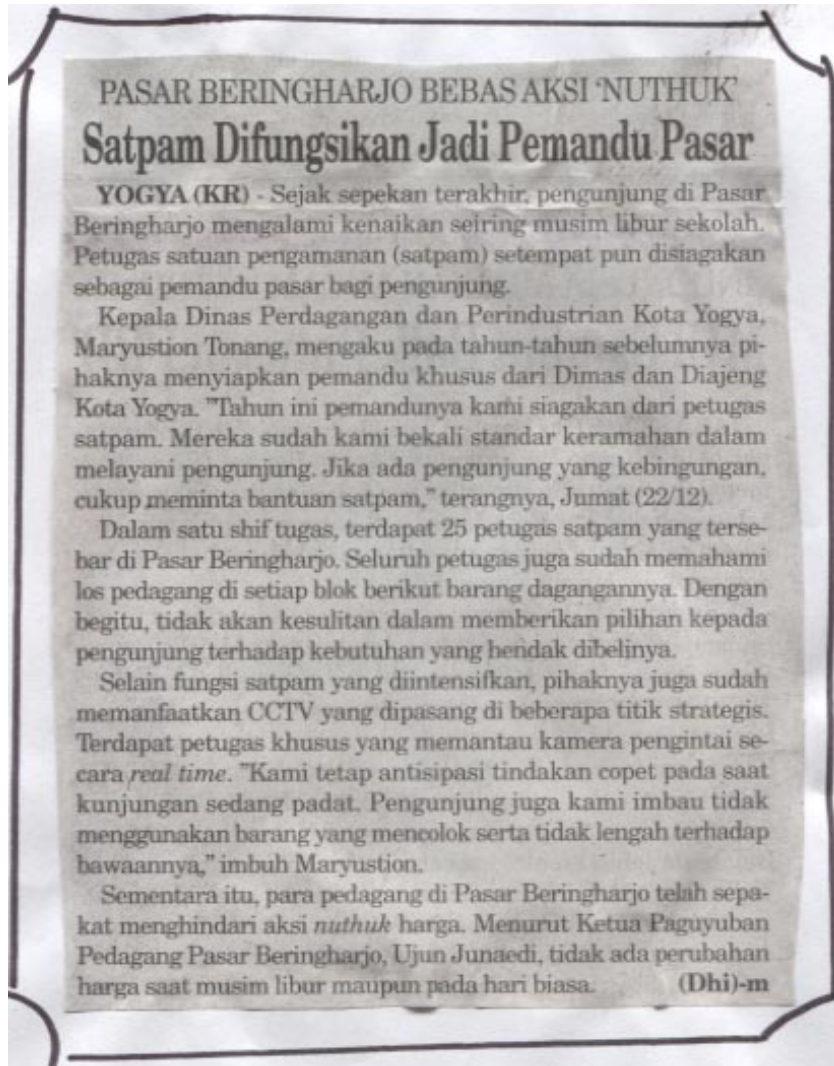 PASAR BERINGHARJO BEBAS AKSI 'NUTHUK'
Satpam Difungsikan Jadi Pemandu Pasar
YOGYA (KR) - Sejak sepekan terakhir, pengunjung di Pasar
Beringharjo mengalami kenaikan seiring musim libur sekolah.
Petugas satuan pengamanan (satpam) setempat pun disiagakan
sebagai pemandu pasar bagi pengunjung.
Kepala Dinas Perdagangan dan Perindustrian Kota Yogya,
Maryustion Tonang, mengaku pada tahun-tahun sebelumnya pi-
haknya menyiapkan pemandu khusus dari Dimas dan Diajeng
Kota Yogya. "Tahun ini pemandunya kami siagakan dari petugas
satpam. Mereka sudah kami bekali standar keramahan dalam
melayani pengunjung. Jika ada pengunjung yang kebingungan,
cukup meminta bantuan satpam," terangnya, Jumat (22/12).
Dalam satu shif tugas, terdapat 25 petugas satpam yang terse-
bar di Pasar Beringharjo. Seluruh petugas juga sudah memahami
los pedagang di setiap blok berikut barang dagangannya. Dengan
begitu, tidak akan kesulitan dalam memberikan pilihan kepada
pengunjung terhadap kebutuhan yang hendak dibelinya.
Selain fungsi satpam yang diintensifkan, pihaknya juga sudah
memanfaatkan CCTV yang dipasang di beberapa titik strategis.
Terdapat petugas khusus yang memantau kamera pengintai se-
cara real time. "Kami tetap antisipasi tindakan copet pada saat
kunjungan sedang padat. Pengunjung juga kami imbau tidak
menggunakan barang yang mencolok serta tidak lengah terhadap
bawaannya," imbuh Maryustion.
Sementara itu, para pedagang di Pasar Beringharjo telah sepa-
kat menghindari aksi nuthuk harga. Menurut Ketua Paguyuban
Pedagang Pasar Beringharjo, Ujun Junaedi, tidak ada perubahan
harga saat musim libur maupun pada hari biasa. (Dhi)-m